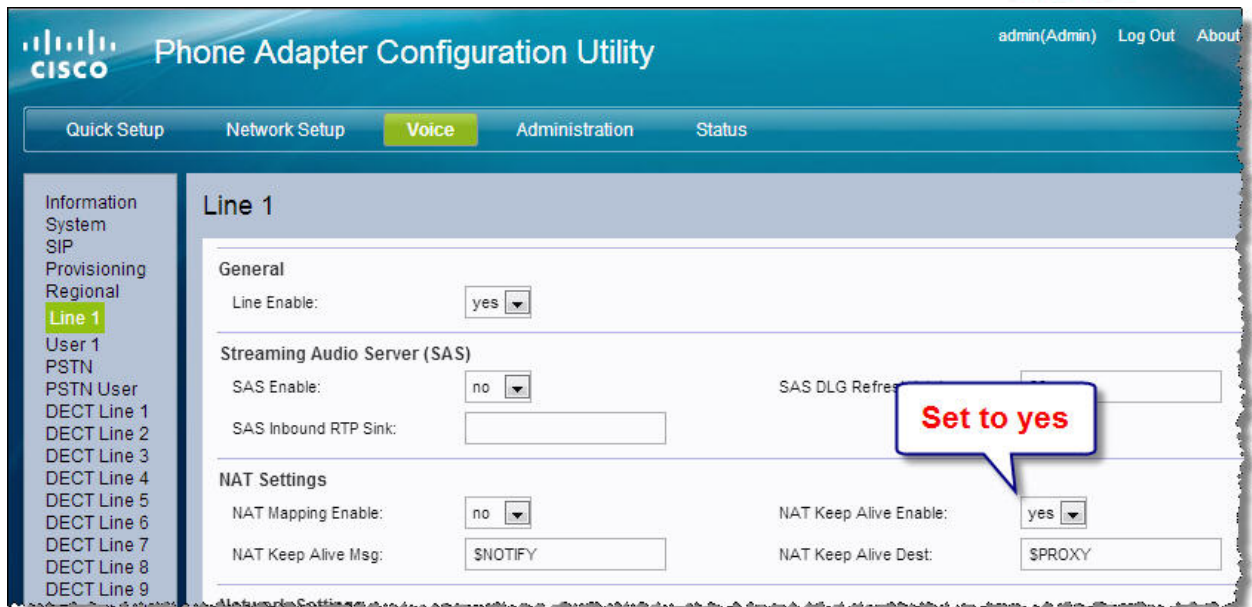 CISCO
Phone Adapter Configuration Utility
admin(Admin) Log Out About
Quick Setup Network Setup Voice Administration Status
Information
System
SIP
Provisioning
Regional
Line 1
User 1
PSTN
PSTN User
DECT Line 1
DECT Line 2
DECT Line 3
DECT Line 4
DECT Line 5
DECT Line 6
DECT Line 7
DECT Line 8
DECT Line 9
Line 1
General
Line Enable: yes
Streaming Audio Server (SAS)
SAS Enable: no SAS DLG
SAS Inbound RTP Sink:
Set to yes
NAT Settings
NAT Mapping Enable: no NAT Keep Alive Enable: yes
NAT Keep Alive Msg: $NOTIFY NAT Keep Alive Dest: $PROXY
Network Settings